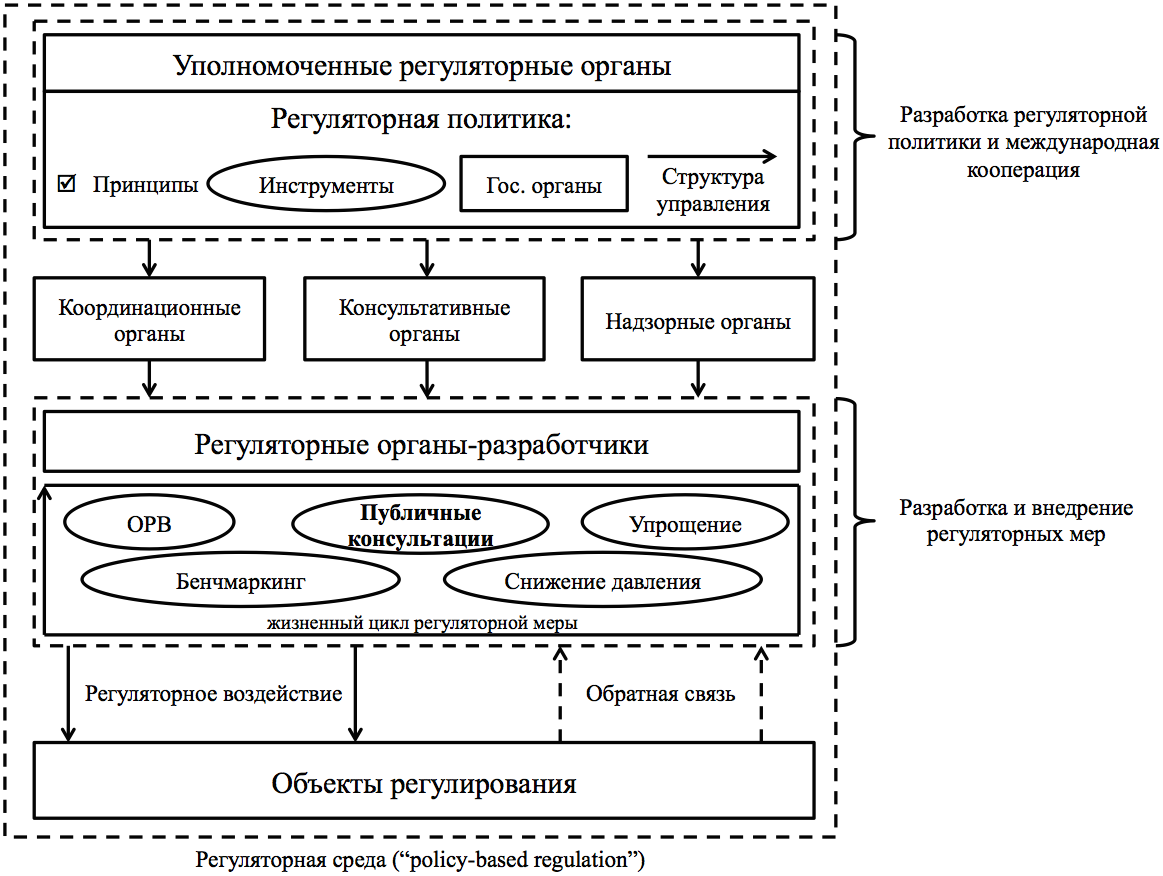 Уполномоченные регуляторные органы
Регуляторная политика:
Принципы
Инструменты
Гос. органы
Структура
управления
Разработка регуляторной
политики и международная
кооперация
Координационные
органы
Консультативные
органы
Надзорные органы
Регуляторные органы-разработчики
ОРВ
Публичные
консультации
Упрощение
Бенчмаркинг
Снижение давления
жизненный цикл регуляторной меры
Разработка и внедрение
регуляторных мер
Регуляторное воздействие
Обратная связь
Объекты регулирования
Регуляторная среда (“policy-based regulation”)